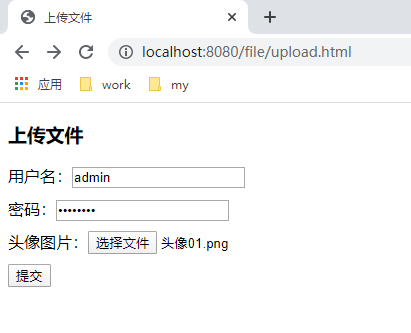 上传文件
localhost:8080/file/upload.html
应用 work my
上传文件
用户名：admin
密码：••••••••
头像图片：选择文件 头像01.png
提交